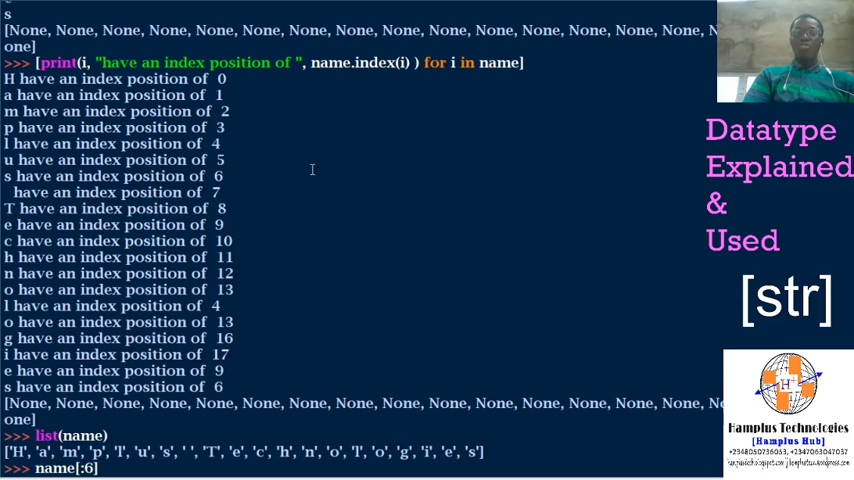 s
[None, None, None, None, None, None, None, None, None, None, None, None, None, None, N
one]
>>> [print(i, "have an index position of ", name.index(i) ) for i in name]
H have an index position of  0
a have an index position of  1
m have an index position of  2
p have an index position of  3
l have an index position of  4
u have an index position of  5
s have an index position of  6
  have an index position of  7
T have an index position of  8
e have an index position of  9
c have an index position of  10
h have an index position of  11
n have an index position of  12
o have an index position of  13
l have an index position of  4
o have an index position of  13
g have an index position of  16
i have an index position of  17
e have an index position of  9
s have an index position of  6
[None, None, None, None, None, None, None, None, None, None, None, None, None, None, No
one]
>>> list(name)
['H', 'a', 'm', 'p', 'l', 'u', 's', ' ', 'T', 'e', 'c', 'h', 'n', 'o', 'l', 'o', 'g', 'i', 'e', 's']
>>> name[:6]
Datatype
Explained
&
Used
[str]
H
Hamplus Technologies
[Hamplus Hub]
+2348050736053, +2347063047037